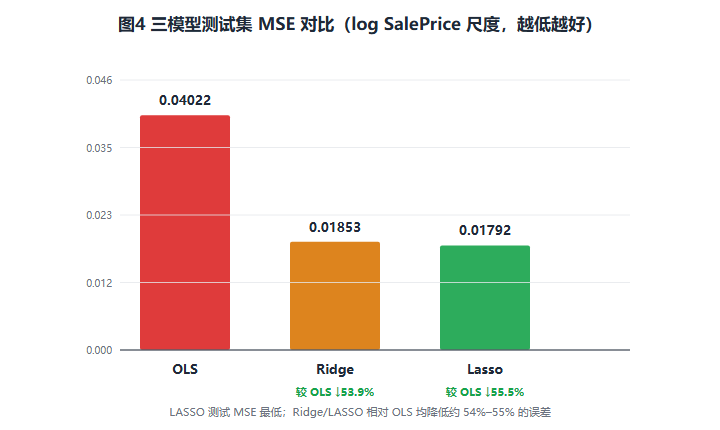 图4 三模型测试集 MSE 对比（log SalePrice 尺度，越低越好）
0.046
0.04022
0.035
0.023
0.01853
0.01792
0.012
0.000
OLS
Ridge
Lasso
较 OLS ↓53.9%
较 OLS ↓55.5%
LASSO 测试 MSE 最低；Ridge/LASSO 相对 OLS 均降低约 54%–55% 的误差